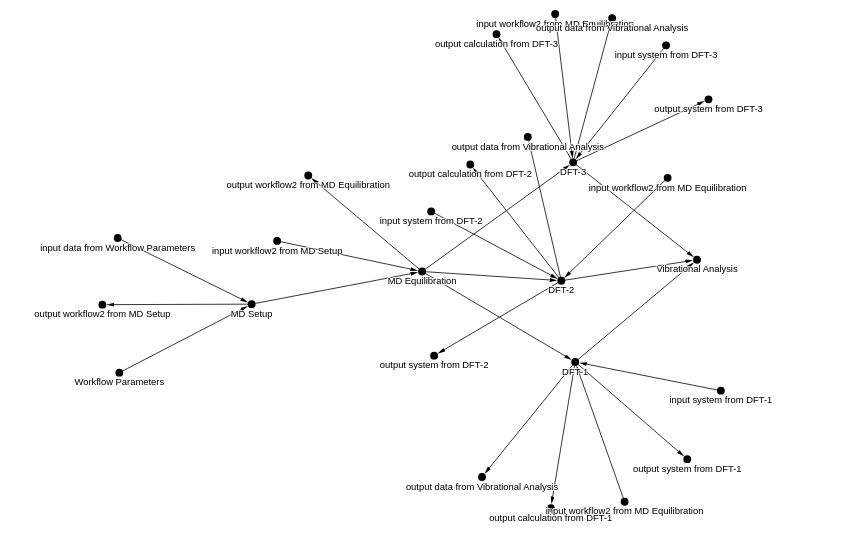 input workflow2 from MD Equilibration
output data from Vibrational Analysis
output calculation from DFT-3
input system from DFT-3
output system from DFT-3
output data from Vibrational Analysis
DFT-3
output calculation from DFT-2
output workflow2 from MD Equilibration
input workflow2 from MD Equilibration
input system from DFT-2
input data from Workflow Parameters
input workflow2 from MD Setup
Vibrational Analysis
MD Equilibration
DFT-2
output workflow2 from MD Setup
MD Setup
output system from DFT-2
DFT-1
Workflow Parameters
input system from DFT-1
output system from DFT-1
output data from Vibrational Analysis
input workflow2 from MD Equilibration
output calculation from DFT-1